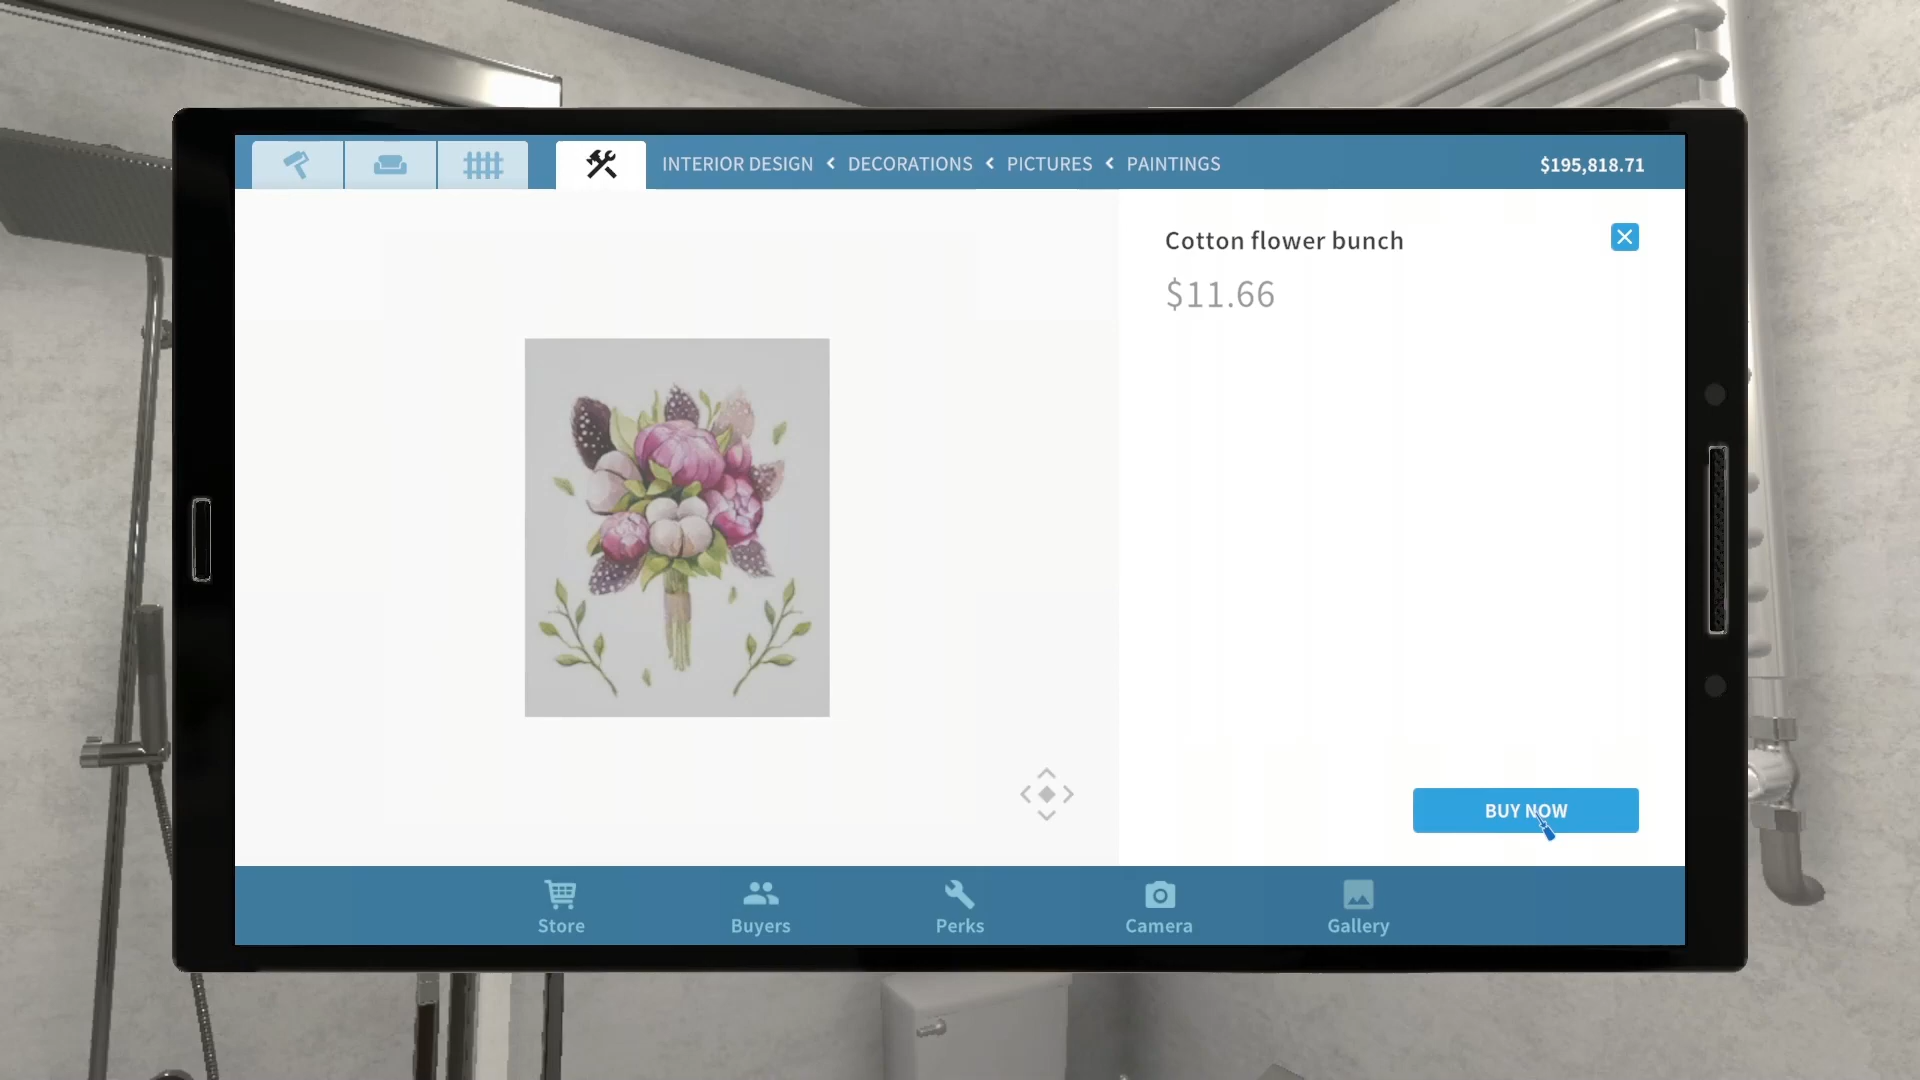 INTERIOR DESIGN < DECORATIONS < PICTURES < PAINTINGS
$195,818.71
Cotton flower bunch
$11.66
BUY NOW
Store
Buyers
Perks
Camera
Gallery